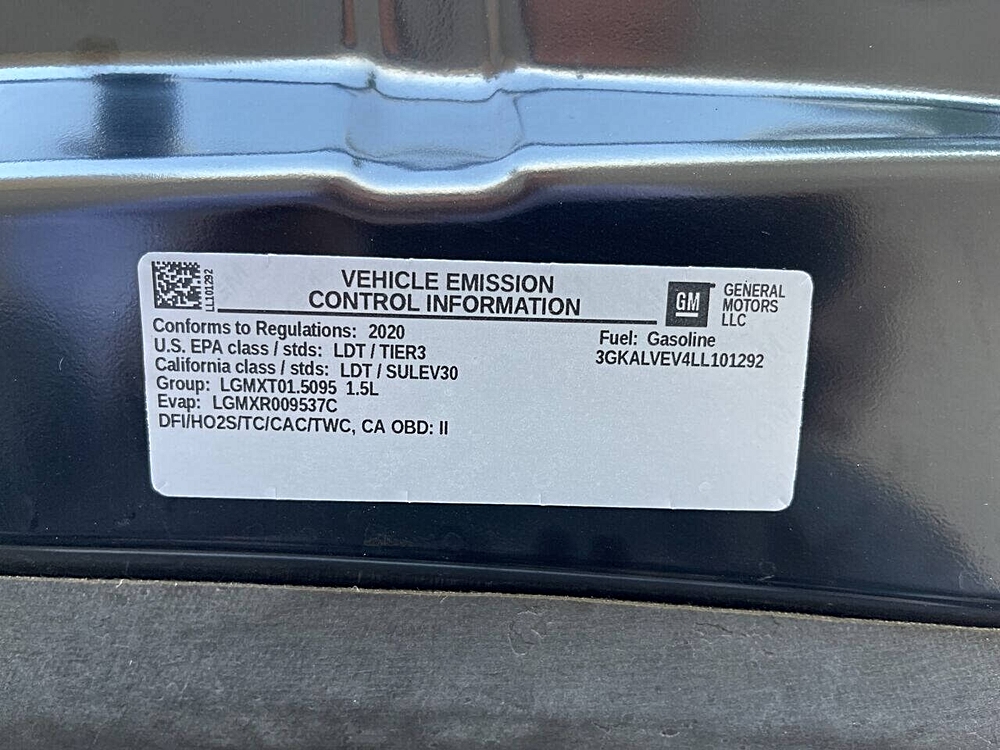 LL101292
VEHICLE EMISSION
CONTROL INFORMATION
GM
GENERAL
MOTORS
LLC
Conforms to Regulations: 2020
U.S. EPA class / stds: LDT / TIER3
California class / stds: LDT / SULEV30
Group: LGMXT01.5095 1.5L
Evap: LGMXR009537C
DFI/HO2S/TC/CAC/TWC, CA OBD: II
Fuel: Gasoline
3GKALVEV4LL101292